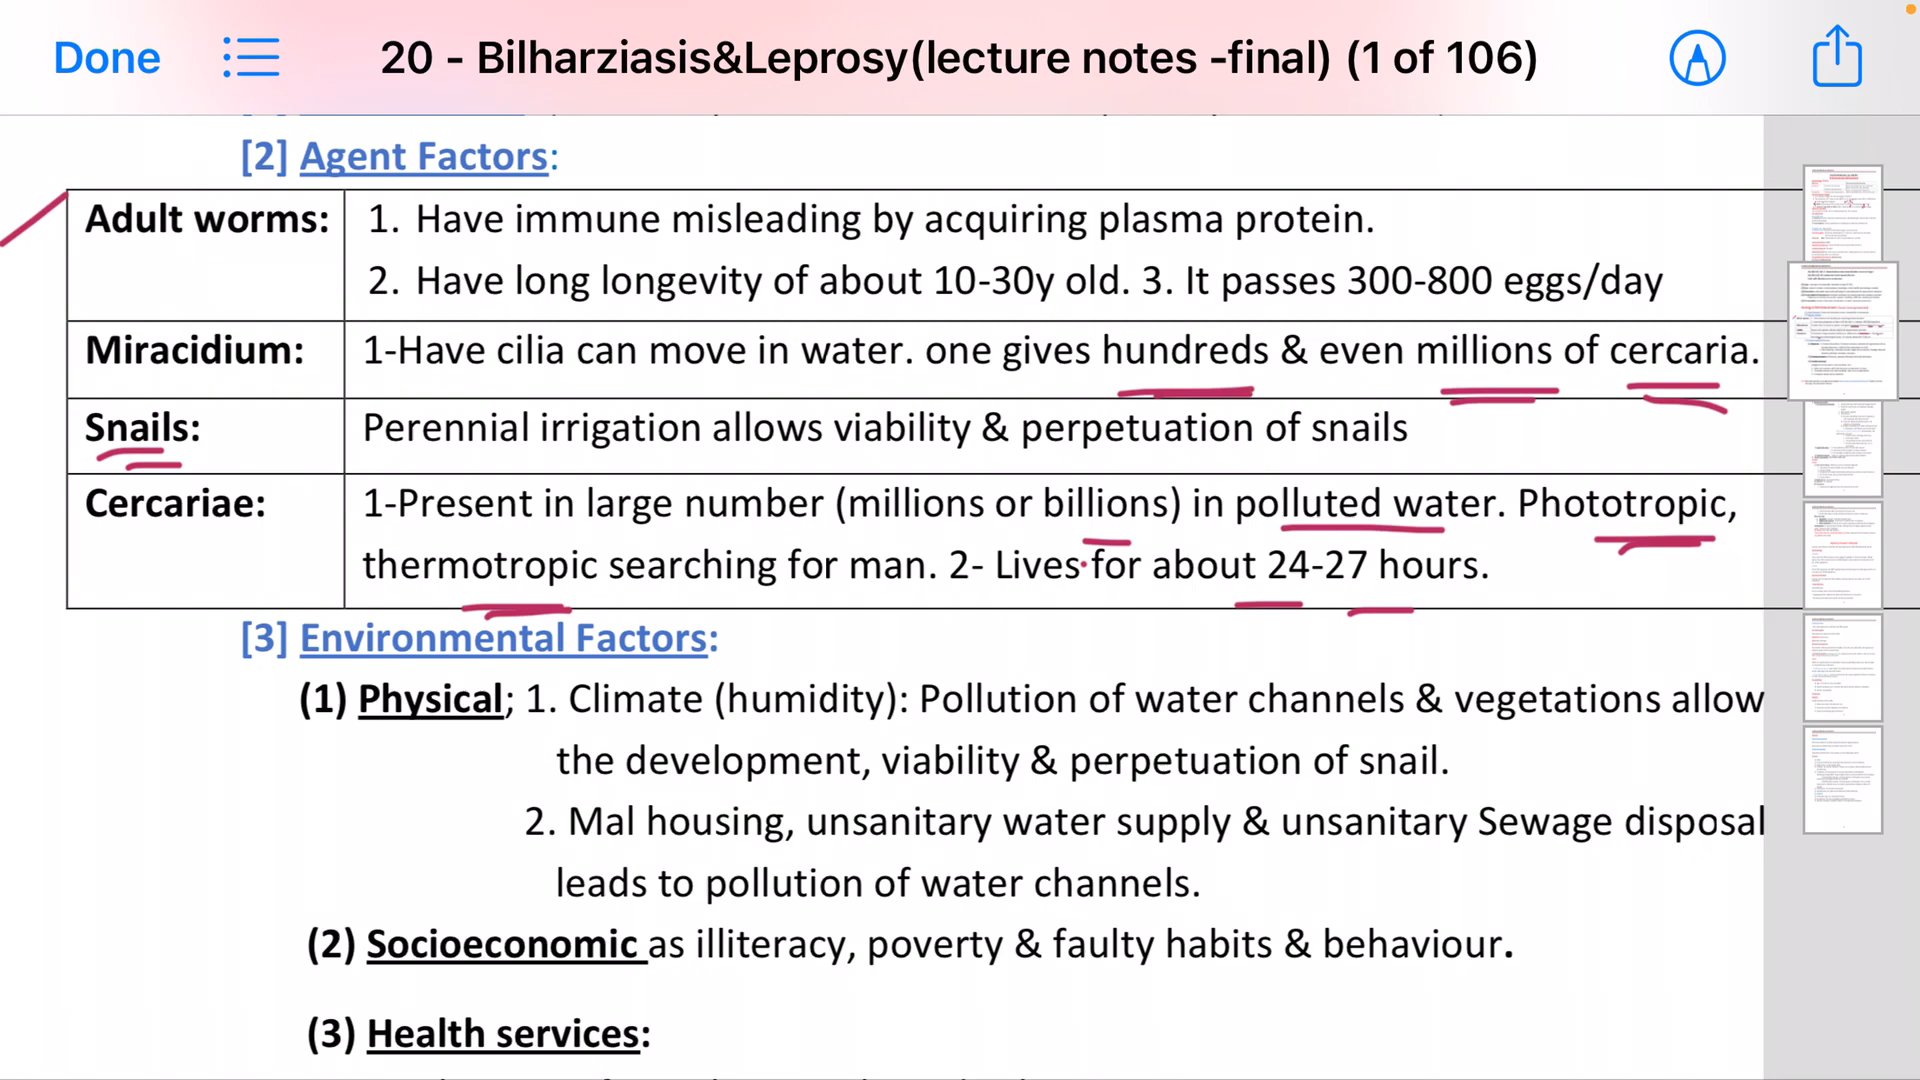 Done
20 - Bilharziasis&Leprosy(lecture notes -final) (1 of 106)
[2] Agent Factors:
Adult worms:
1. Have immune misleading by acquiring plasma protein.
2. Have long longevity of about 10-30y old. 3. It passes 300-800 eggs/day
Miracidium:
1-Have cilia can move in water. one gives hundreds & even millions of cercaria.
Snails:
Perennial irrigation allows viability & perpetuation of snails
Cercariae:
1-Present in large number (millions or billions) in polluted water. Phototropic,
thermotropic searching for man. 2- Lives for about 24-27 hours.
[3] Environmental Factors:
(1) Physical; 1. Climate (humidity): Pollution of water channels & vegetations allow
the development, viability & perpetuation of snail.
2. Mal housing, unsanitary water supply & unsanitary Sewage disposal
leads to pollution of water channels.
(2) Socioeconomic as illiteracy, poverty & faulty habits & behaviour.
(3) Health services: